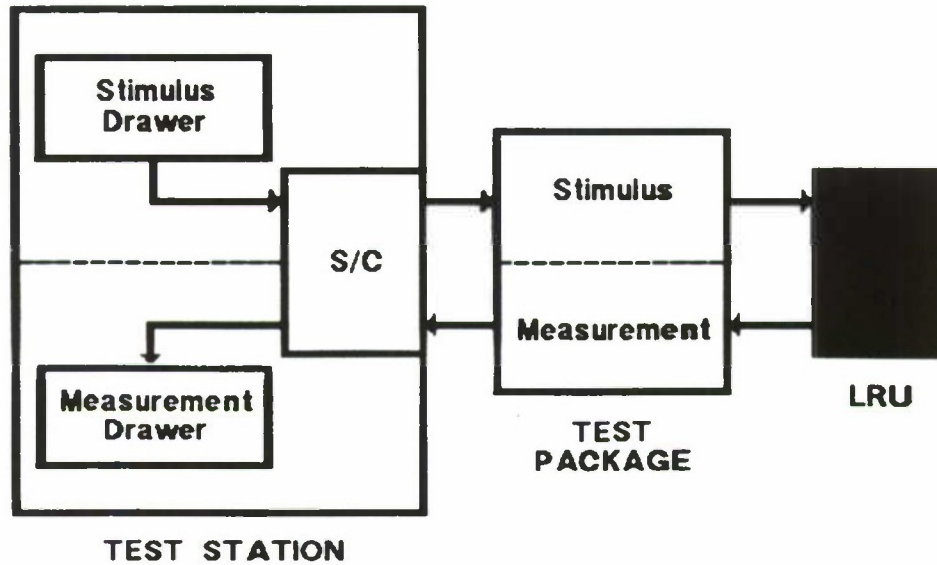 Stimulus
Drawer
S/C
Measurement
Drawer
TEST STATION
Stimulus
Measurement
TEST
PACKAGE
LRU